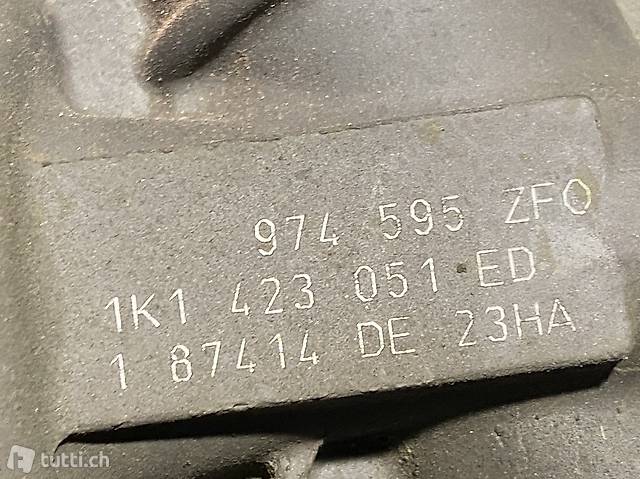 974 595 ZFO
1K1 423 051 ED
1 87414 DE 23HA
tutti.ch